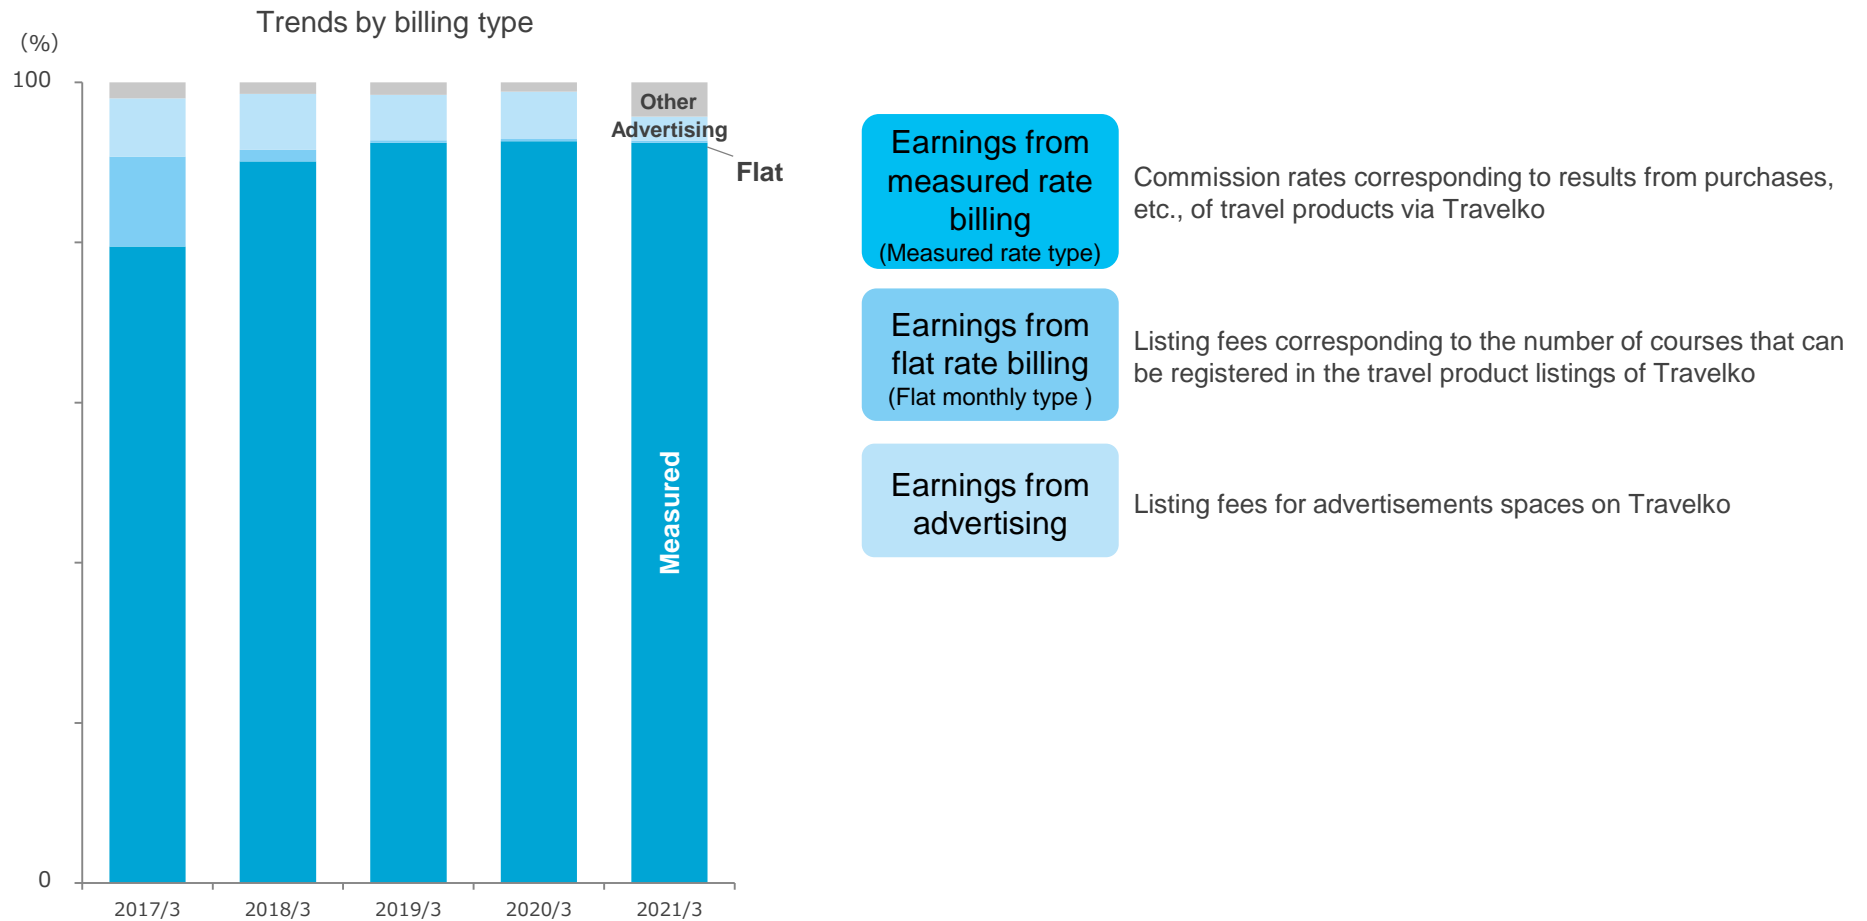 Trends by billing type
(%)
100
0
2017/3
2018/3
2019/3
2020/3
2021/3
Other
Advertising
Flat
Measured
Earnings from
measured rate
billing
(Measured rate type)
Commission rates corresponding to results from purchases,
etc., of travel products via Travelko
Earnings from
flat rate billing
(Flat monthly type )
Listing fees corresponding to the number of courses that can
be registered in the travel product listings of Travelko
Earnings from
advertising
Listing fees for advertisements spaces on Travelko